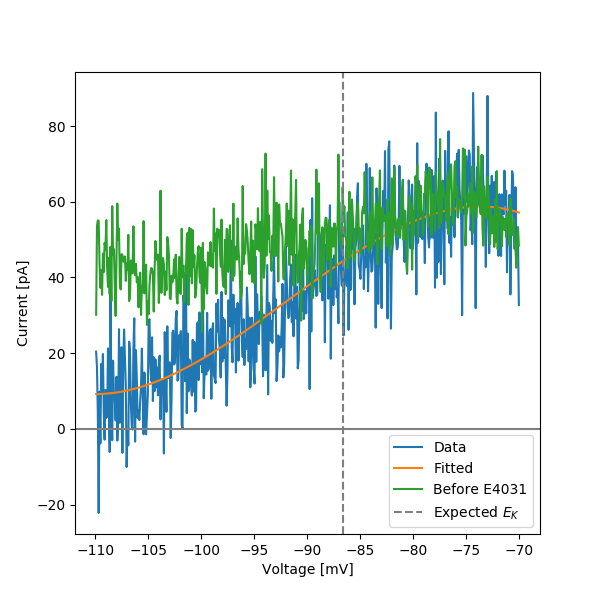 80
60
40
20
0
−20
Current [pA]
−110
−105
−100
−95
−90
−85
−80
−75
−70
Voltage [mV]
Data
Fitted
Before E4031
Expected E_K